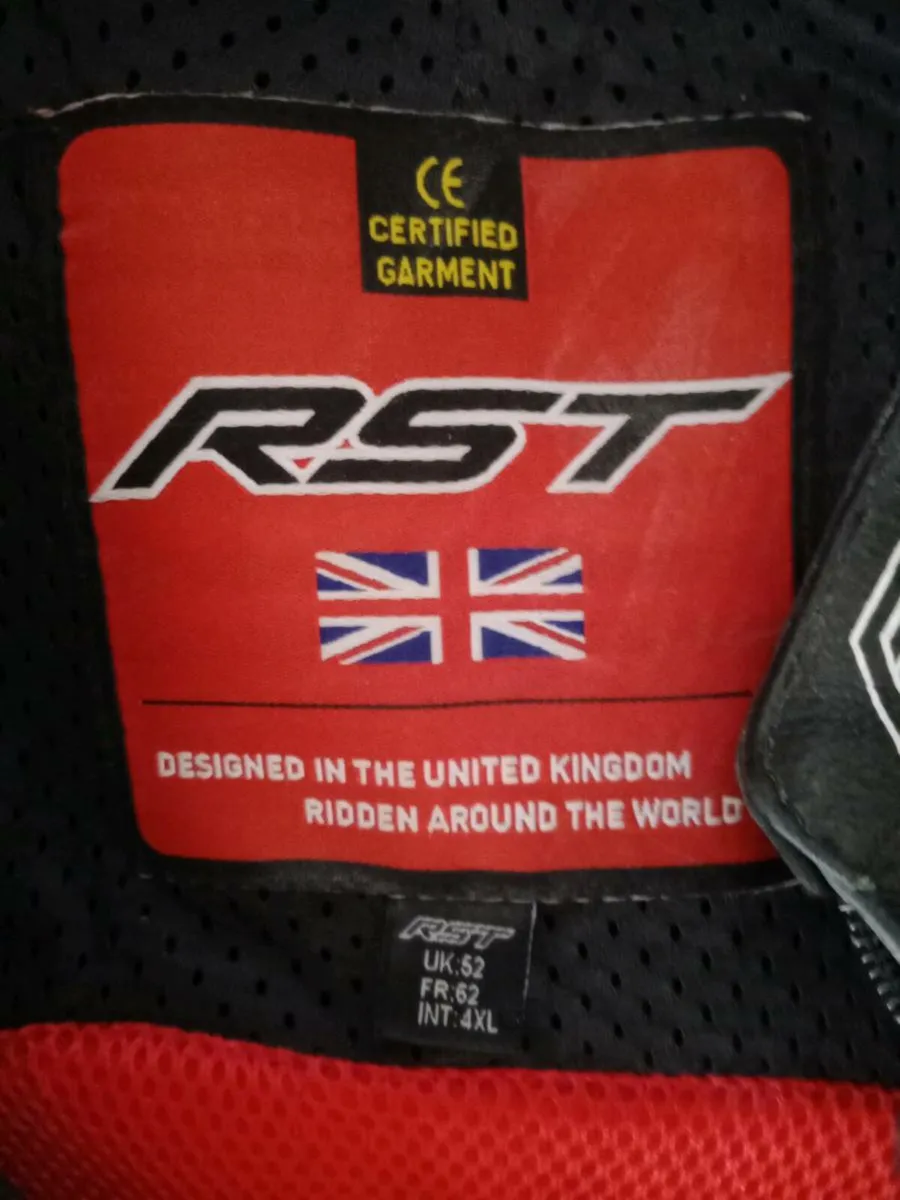 CE
CERTIFIED
GARMENT
RST
DESIGNED IN THE UNITED KINGDOM
RIDDEN AROUND THE WORLD
RST
UK:52
FR:62
INT:4XL